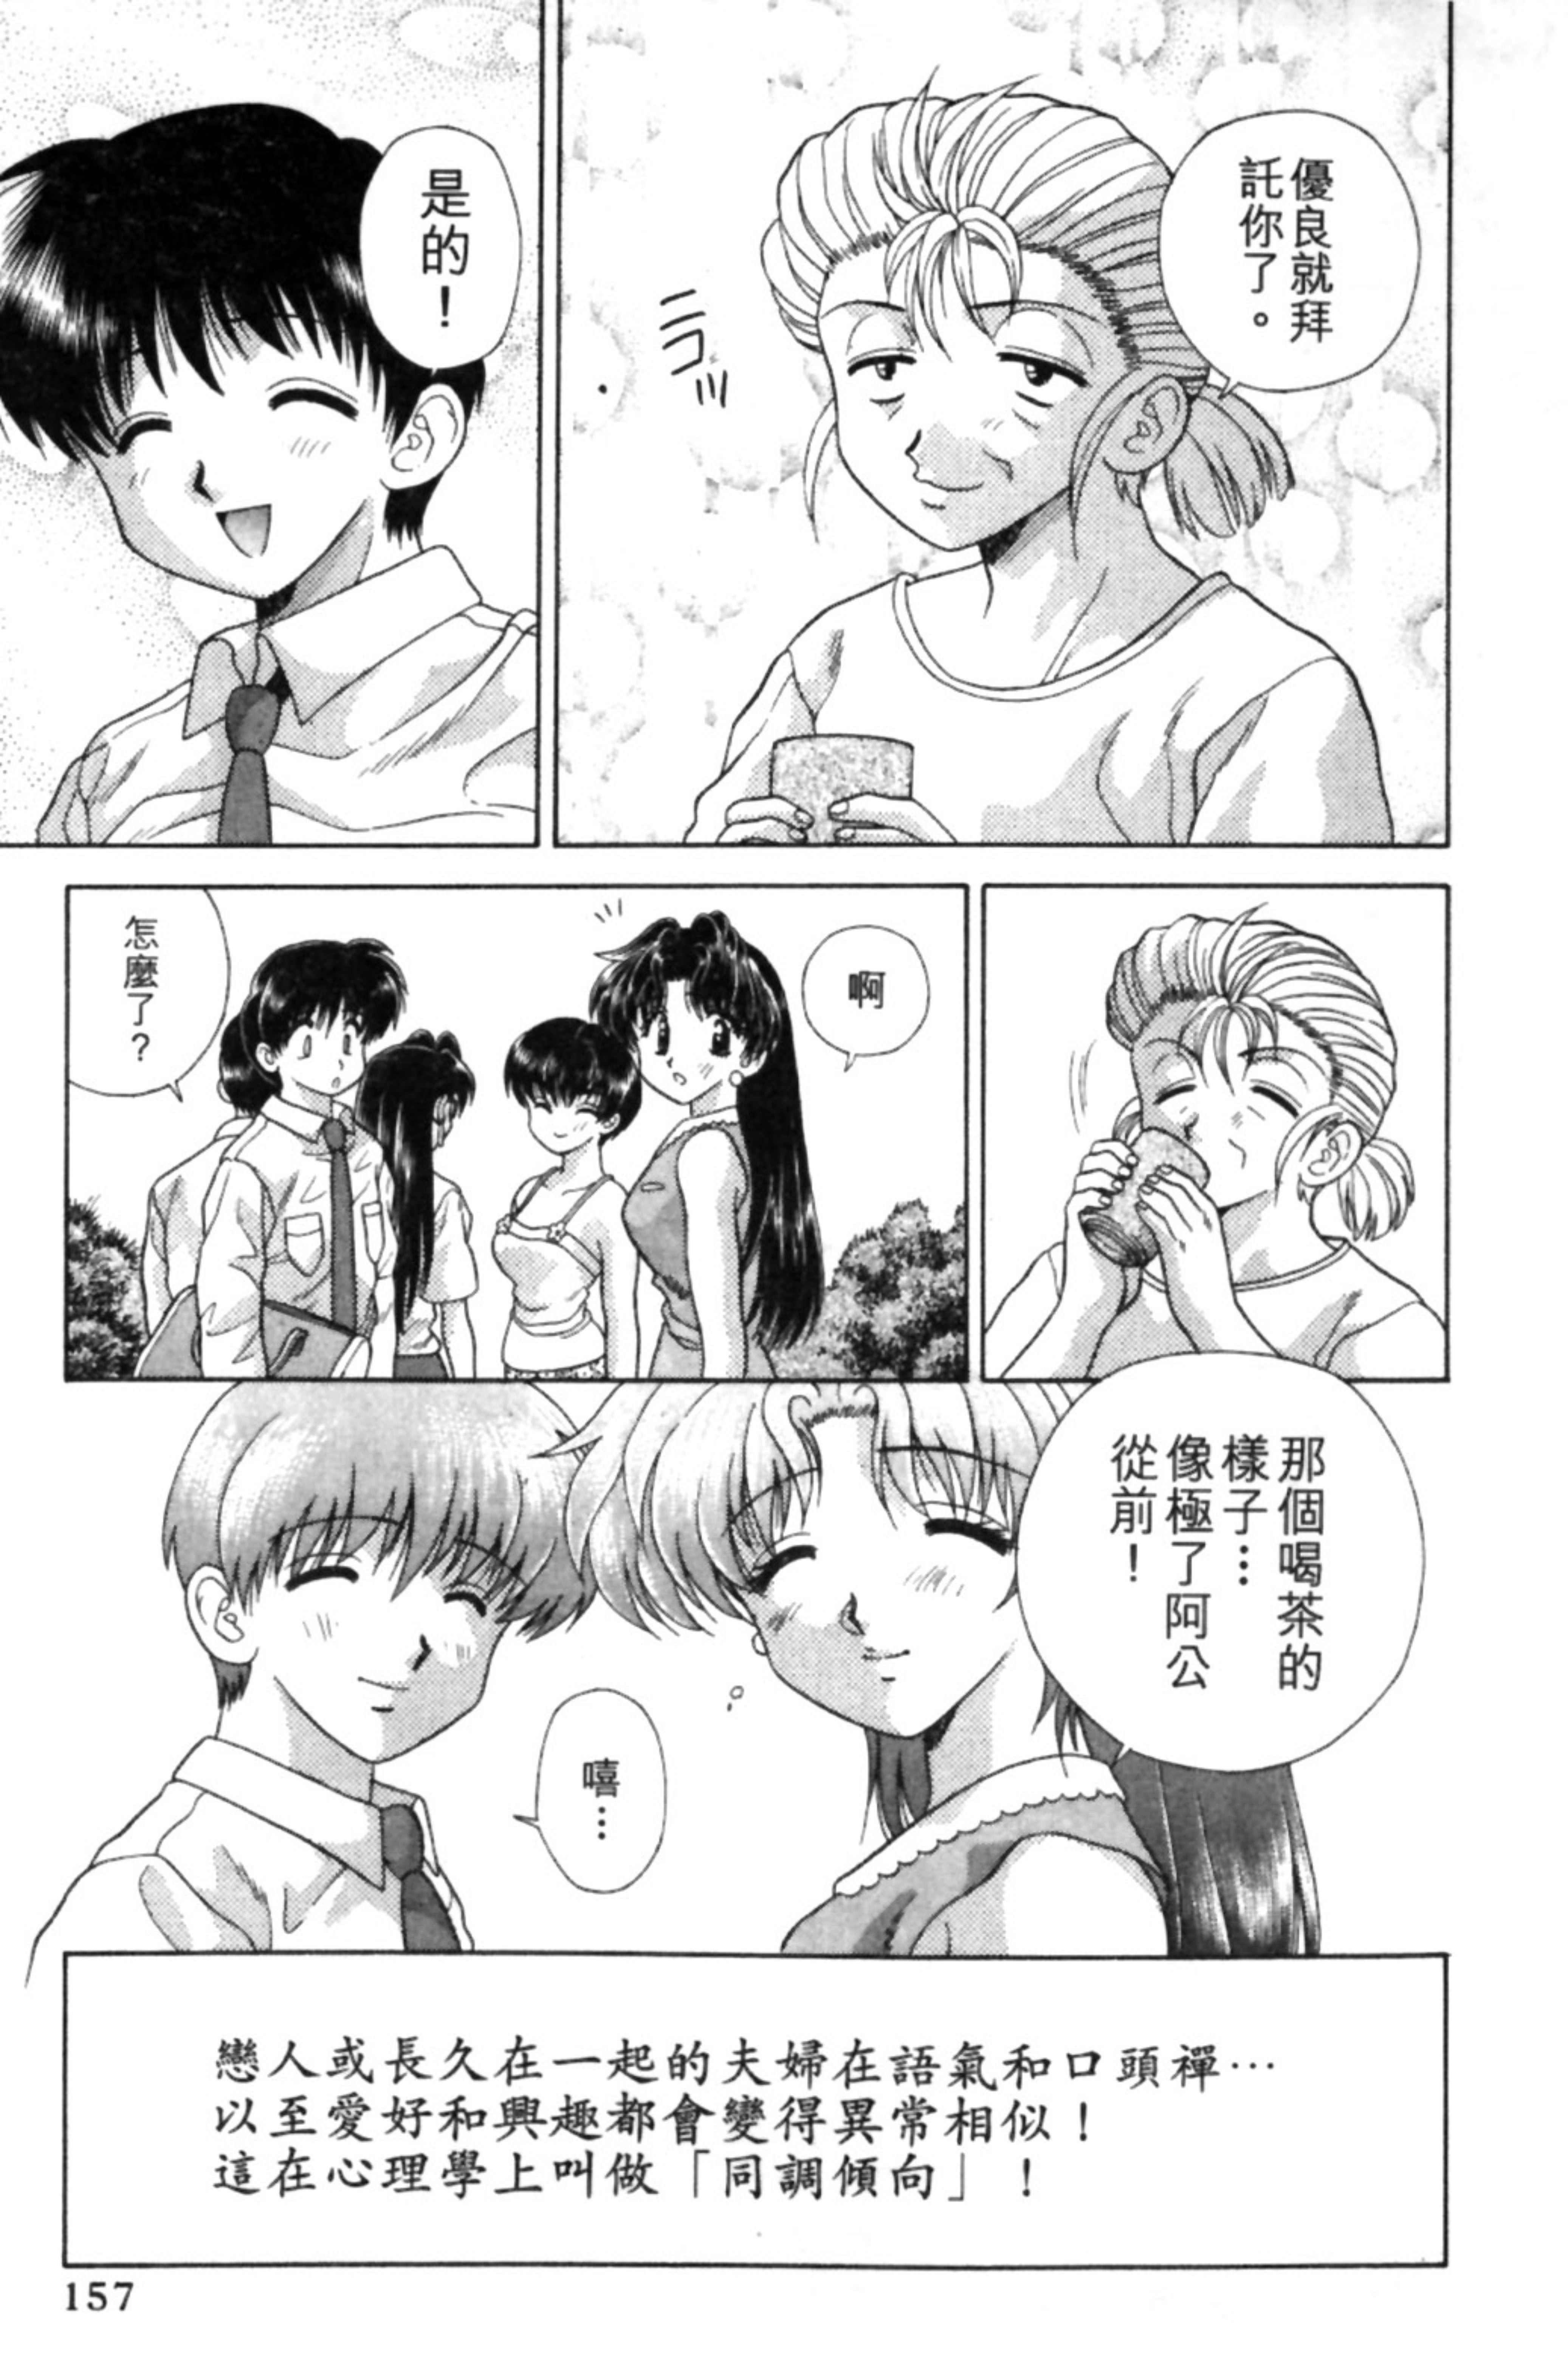 優良就拜
託你了。
ニコッ
是的！
啊
怎麼了？
那個喝茶的
樣子…
像極了阿公
從前！
嘻…
戀人或長久在一起的夫婦在語氣和口頭禪…
以至愛好和興趣都會變得異常相似！
這在心理學上叫做「同調傾向」！
157